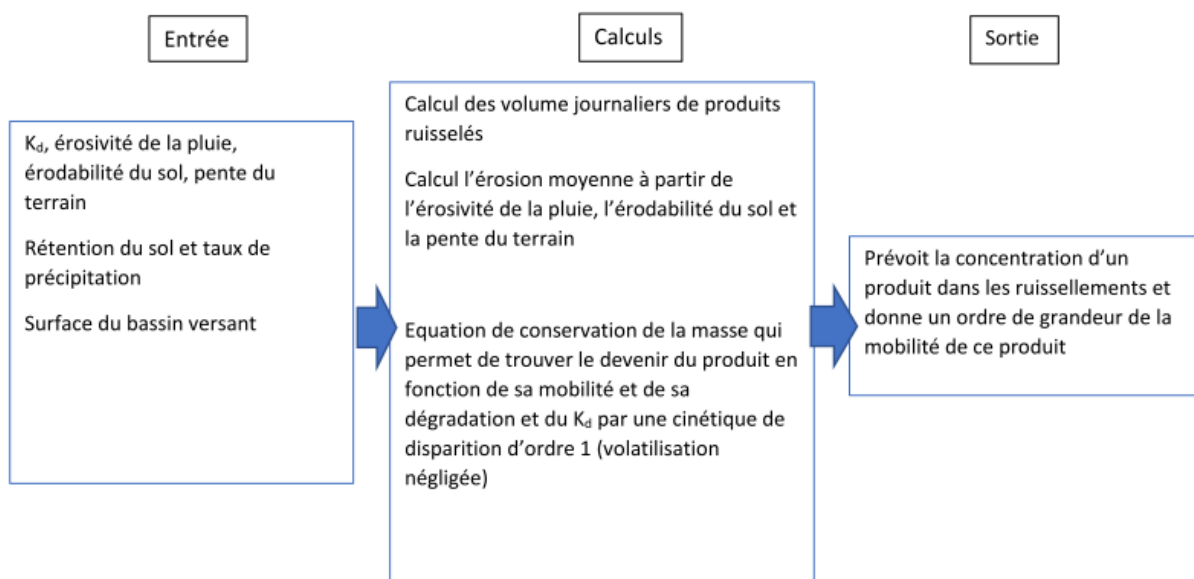 Entrée
Calculs
Sortie
K_d, érosivité de la pluie,
érodabilité du sol, pente du
terrain
Rétention du sol et taux de
précipitation
Surface du bassin versant
Calcul des volume journaliers de produits
ruisselés
Calcul l'érosion moyenne à partir de
l'érosivité de la pluie, l'érodabilité du sol et
la pente du terrain
Equation de conservation de la masse qui
permet de trouver le devenir du produit en
fonction de sa mobilité et de sa
dégradation et du K_d par une cinétique de
disparition d'ordre 1 (volatilisation
négligée)
Prévoit la concentration d'un
produit dans les ruissellements et
donne un ordre de grandeur de la
mobilité de ce produit